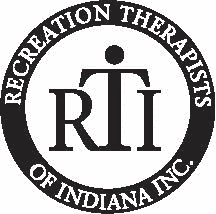 RECREATION THERAPISTS
RTI
OF INDIANA INC.